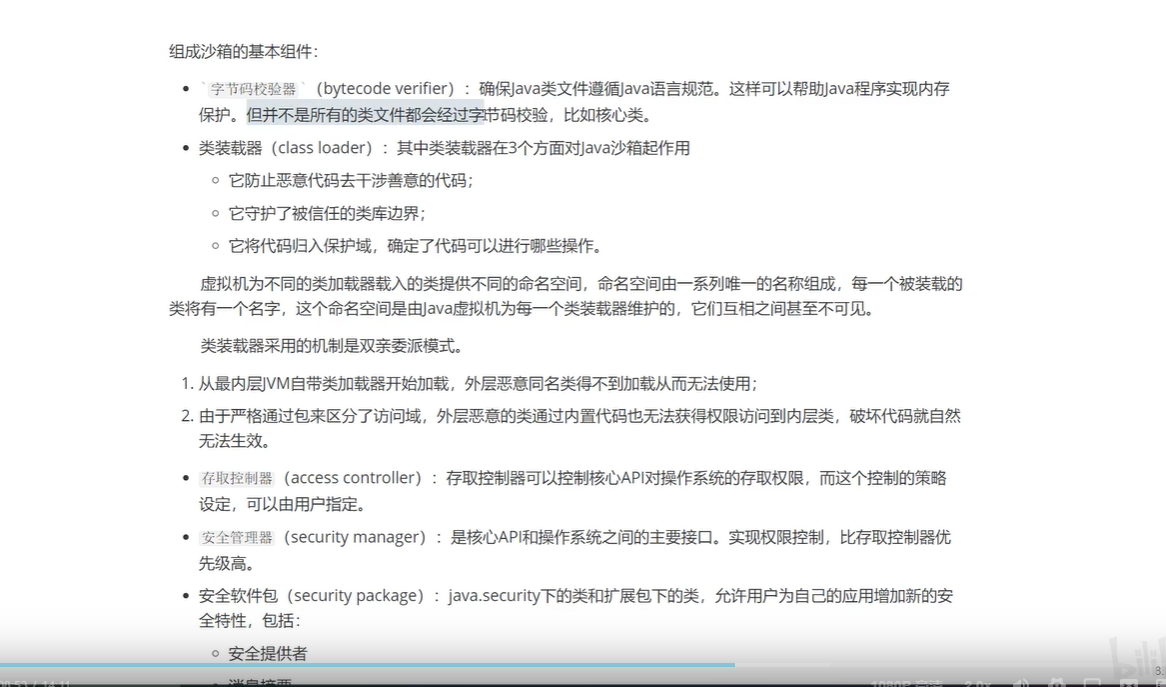 组成沙箱的基本组件：
`字节码校验器`（bytecode verifier）：确保Java类文件遵循Java语言规范。这样可以帮助Java程序实现内存
保护。但并不是所有的类文件都会经过字节码校验，比如核心类。
类装载器（class loader）：其中类装载器在3个方面对Java沙箱起作用
它防止恶意代码去干涉善意的代码；
它守护了被信任的类库边界；
它将代码归入保护域，确定了代码可以进行哪些操作。
虚拟机为不同的类加载器载入的类提供不同的命名空间，命名空间由一系列唯一的名称组成，每一个被装载的
类将有一个名字，这个命名空间是由Java虚拟机为每一个类装载器维护的，它们互相之间甚至不可见。
类装载器采用的机制是双亲委派模式。
1. 从最内层JVM自带类加载器开始加载，外层恶意同名类得不到加载从而无法使用；
2. 由于严格通过包来区分了访问域，外层恶意的类通过内置代码也无法获得权限访问到内层类，破坏代码就自然
无法生效。
存取控制器（access controller）：存取控制器可以控制核心API对操作系统的存取权限，而这个控制的策略
设定，可以由用户指定。
安全管理器（security manager）：是核心API和操作系统之间的主要接口。实现权限控制，比存取控制器优
先级高。
安全软件包（security package）：java.security下的类和扩展包下的类，允许用户为自己的应用增加新的安
全特性，包括：
安全提供者
消息摘要